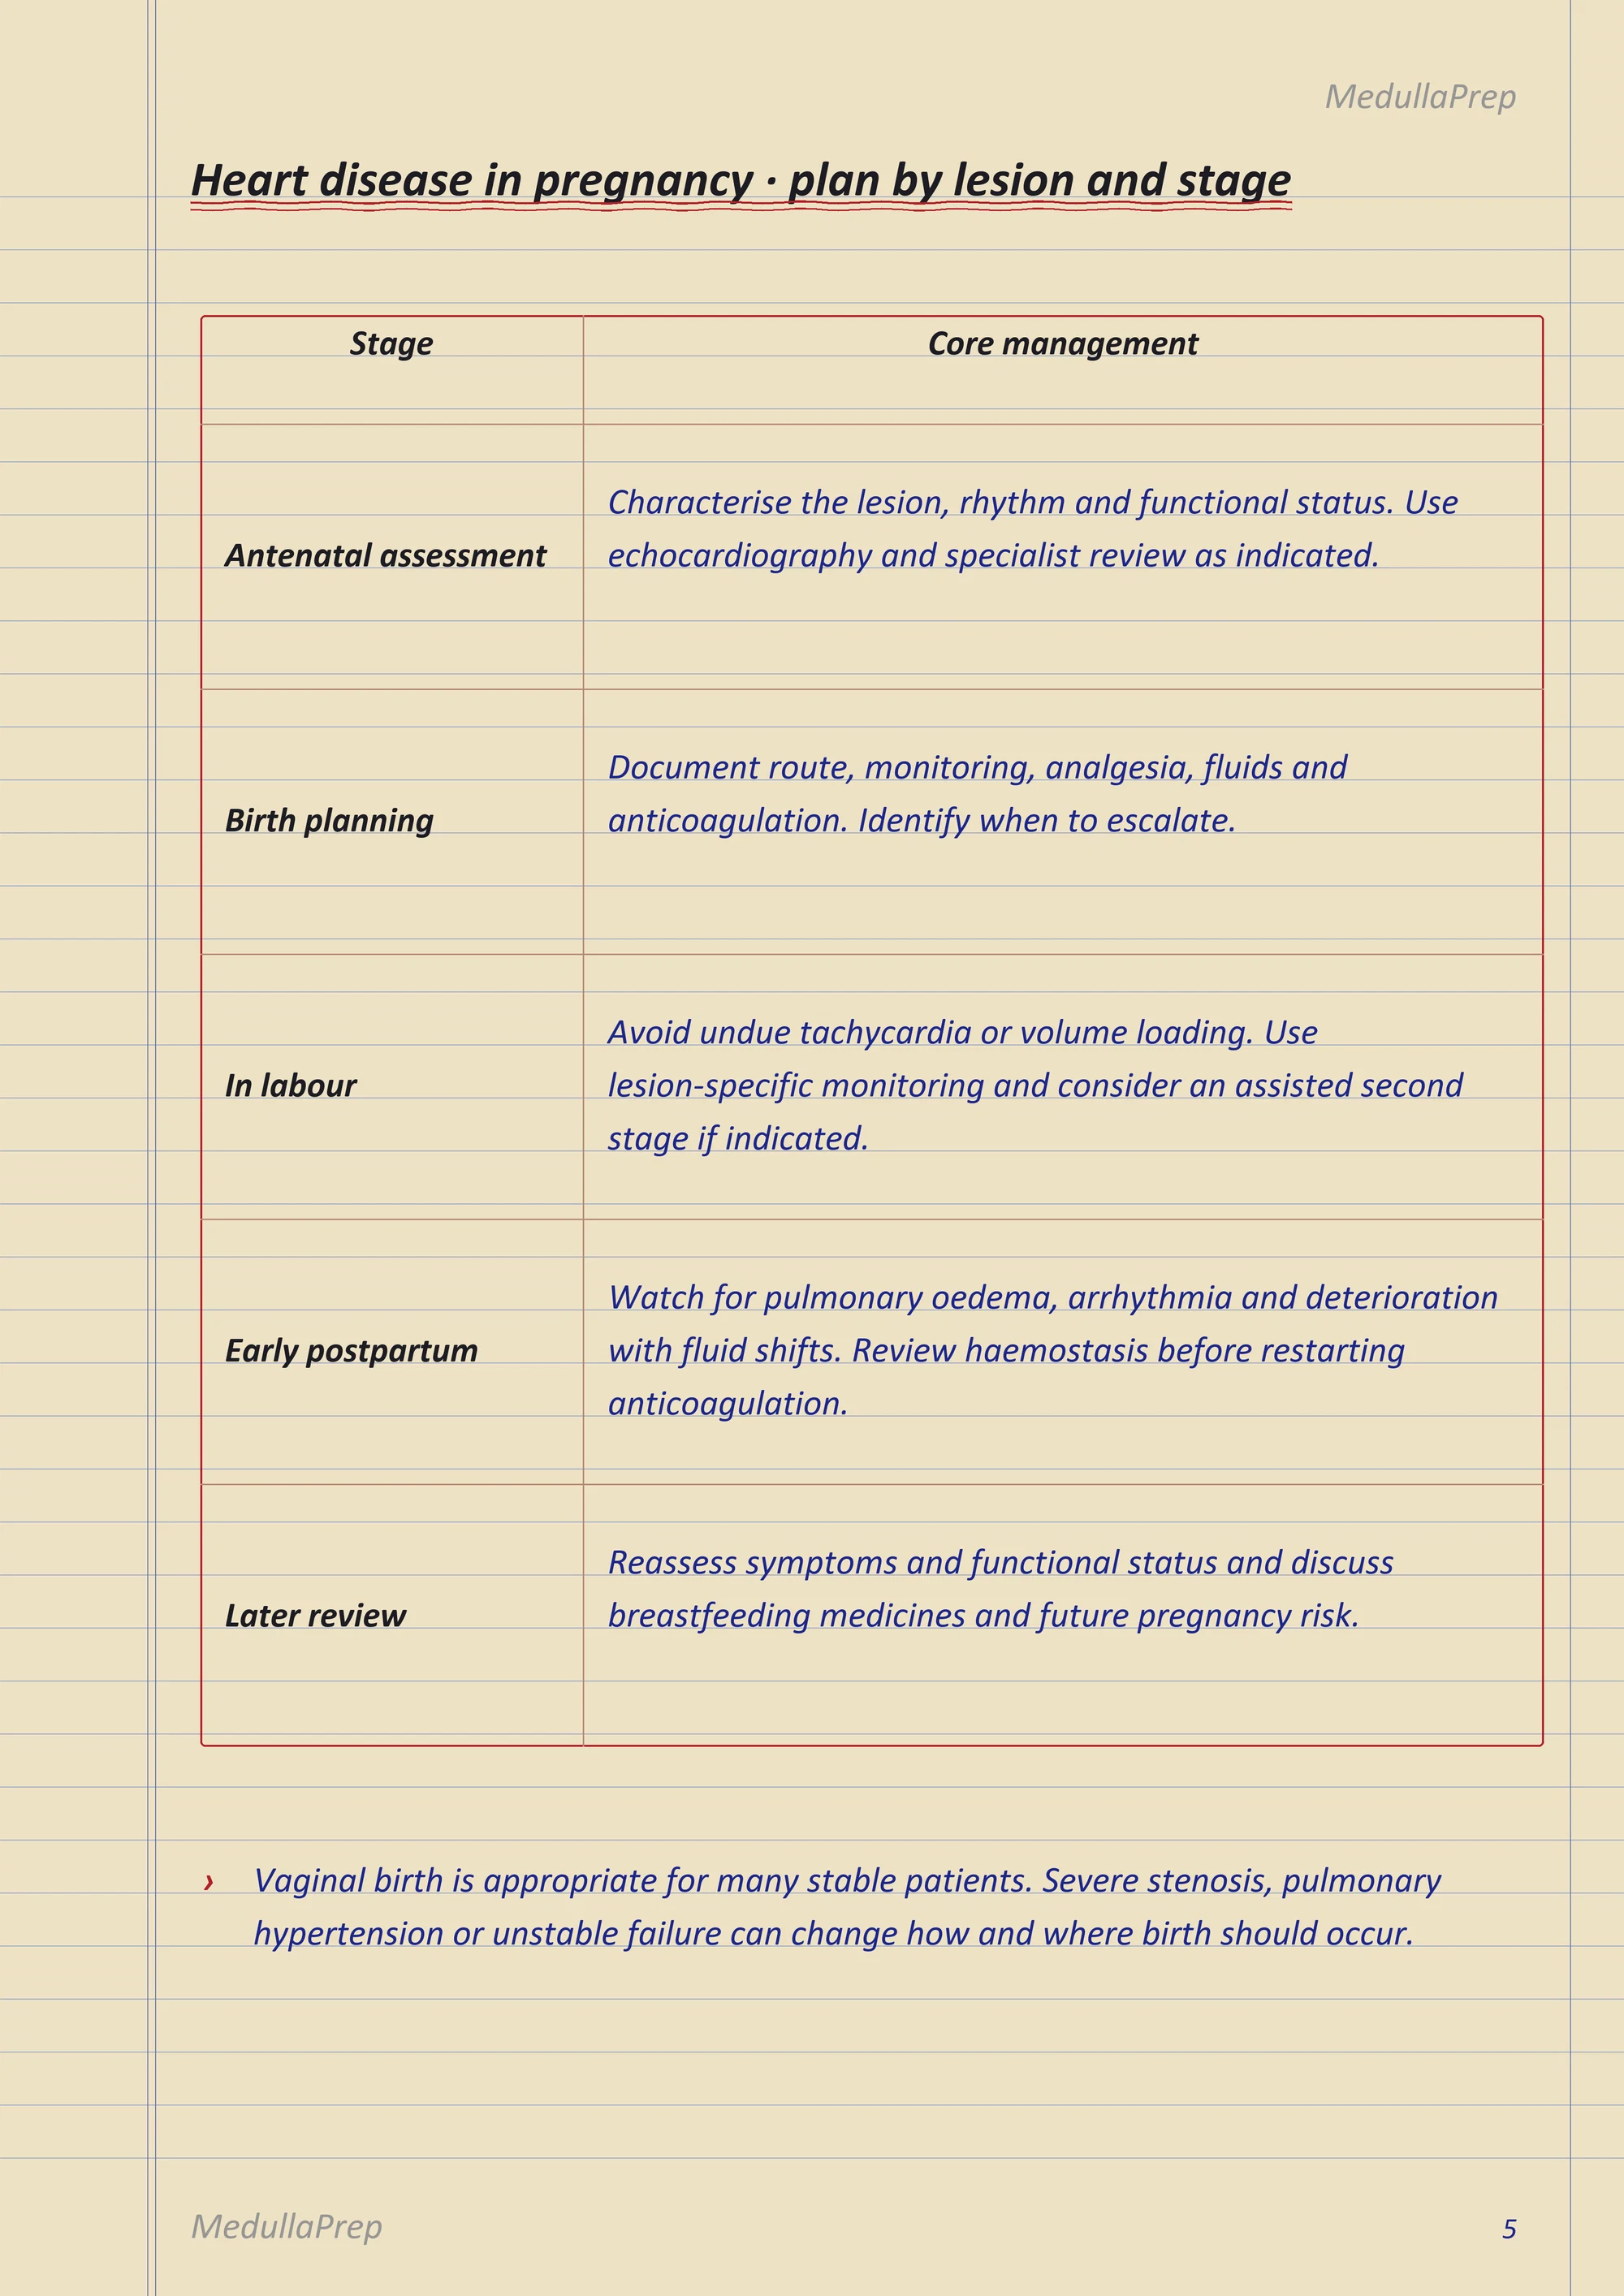 MedullaPrep
Heart disease in pregnancy · plan by lesion and stage
Stage
Core management
Antenatal assessment
Characterise the lesion, rhythm and functional status. Use
echocardiography and specialist review as indicated.
Birth planning
Document route, monitoring, analgesia, fluids and
anticoagulation. Identify when to escalate.
In labour
Avoid undue tachycardia or volume loading. Use
lesion-specific monitoring and consider an assisted second
stage if indicated.
Early postpartum
Watch for pulmonary oedema, arrhythmia and deterioration
with fluid shifts. Review haemostasis before restarting
anticoagulation.
Later review
Reassess symptoms and functional status and discuss
breastfeeding medicines and future pregnancy risk.
› Vaginal birth is appropriate for many stable patients. Severe stenosis, pulmonary
hypertension or unstable failure can change how and where birth should occur.
MedullaPrep
5